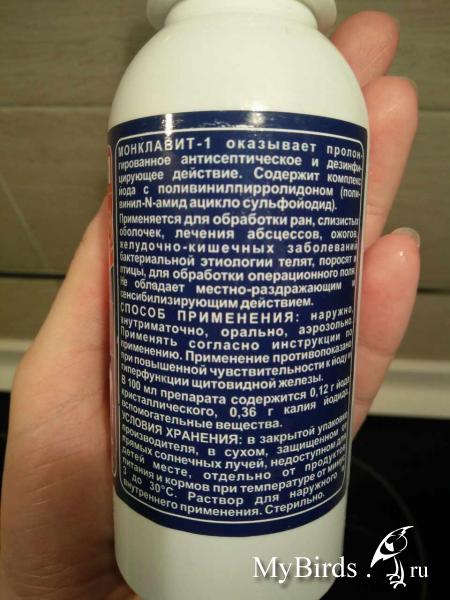 МОНКЛАВИТ-1 оказывает пролон-
гированное антисептическое и дезинфи-
цирующее действие. Содержит комплекс
йода с поливинилпирролидоном (поли-
винил-N-амид ацикло сульфойодид).
Применяется для обработки ран, слизистых
оболочек, лечения абсцессов, ожогов,
желудочно-кишечных заболеваний
бактериальной этиологии телят, поросят и
птицы, для обработки операционного поля.
Не обладает местно-раздражающим и
сенсибилизирующим действием.
СПОСОБ ПРИМЕНЕНИЯ: наружно,
внутриматочно, орально, аэрозольно.
Применять согласно инструкции по
применению. Применение противопоказано
при повышенной чувствительности к йоду и
гиперфункции щитовидной железы.
В 100 мл препарата содержится 0,12 г йода
кристаллического, 0,36 г калия йодида,
вспомогательные вещества.
УСЛОВИЯ ХРАНЕНИЯ: в закрытой упаковке
производителя, в сухом, защищенном от
прямых солнечных лучей, недоступном для
детей месте, отдельно от продуктов
питания и кормов при температуре от минус
3 до 30°С. Раствор для наружного и
внутреннего применения. Стерильно.
MyBirds.ru